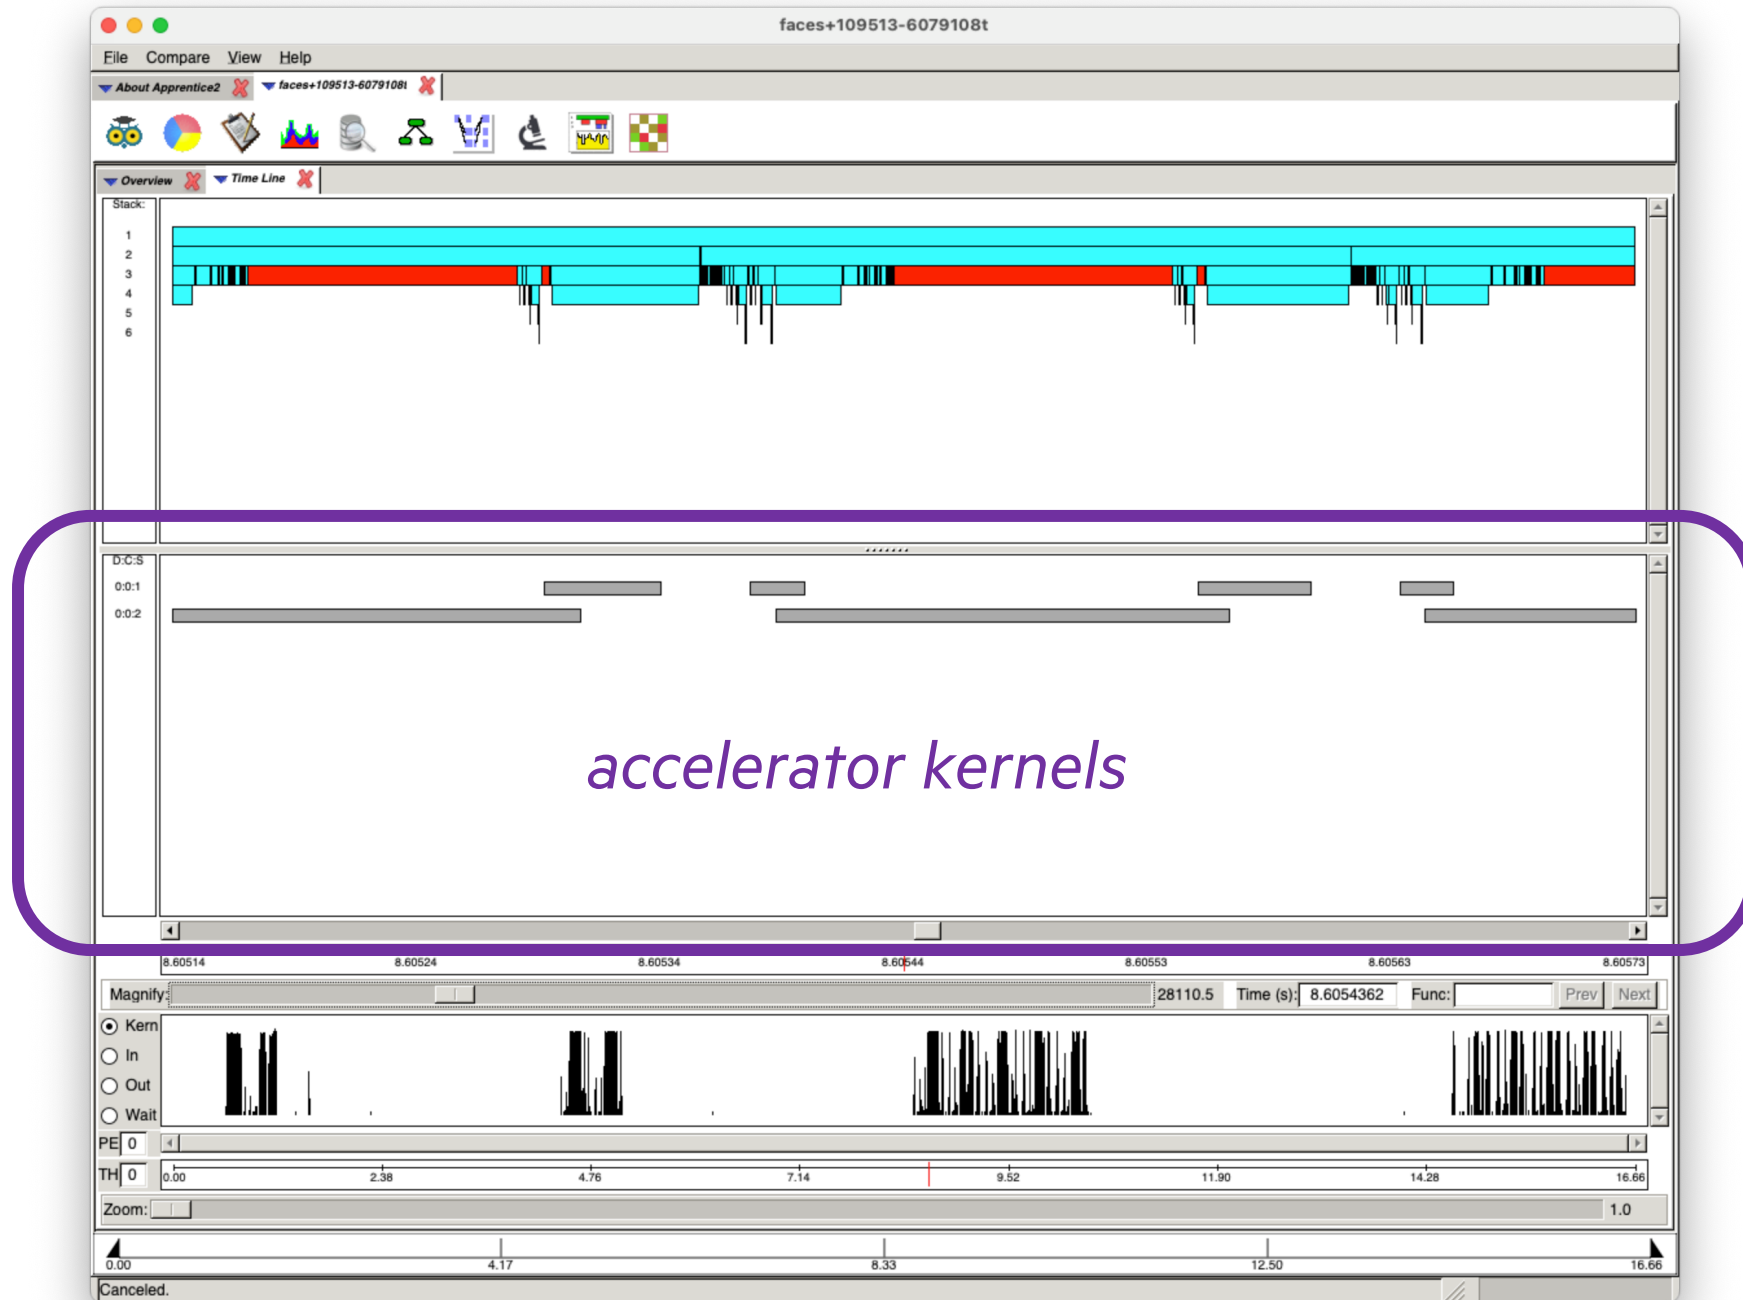 faces+109513-6079108t
File Compare View Help
About Apprentice2 faces+109513-6079108t
Overview Time Line
Stack:
1
2
3
4
5
6
D:C:S
0:0:1
0:0:2
accelerator kernels
8.60514 8.60524 8.60534 8.60544 8.60553 8.60563 8.60573
Magnify: 28110.5 Time (s): 8.6054362 Func: Prev Next
Kern
In
Out
Wait
PE 0
TH 0 0.00 2.38 4.76 7.14 9.52 11.90 14.28 16.66
Zoom: 1.0
0.00 4.17 8.33 12.50 16.66
Canceled.